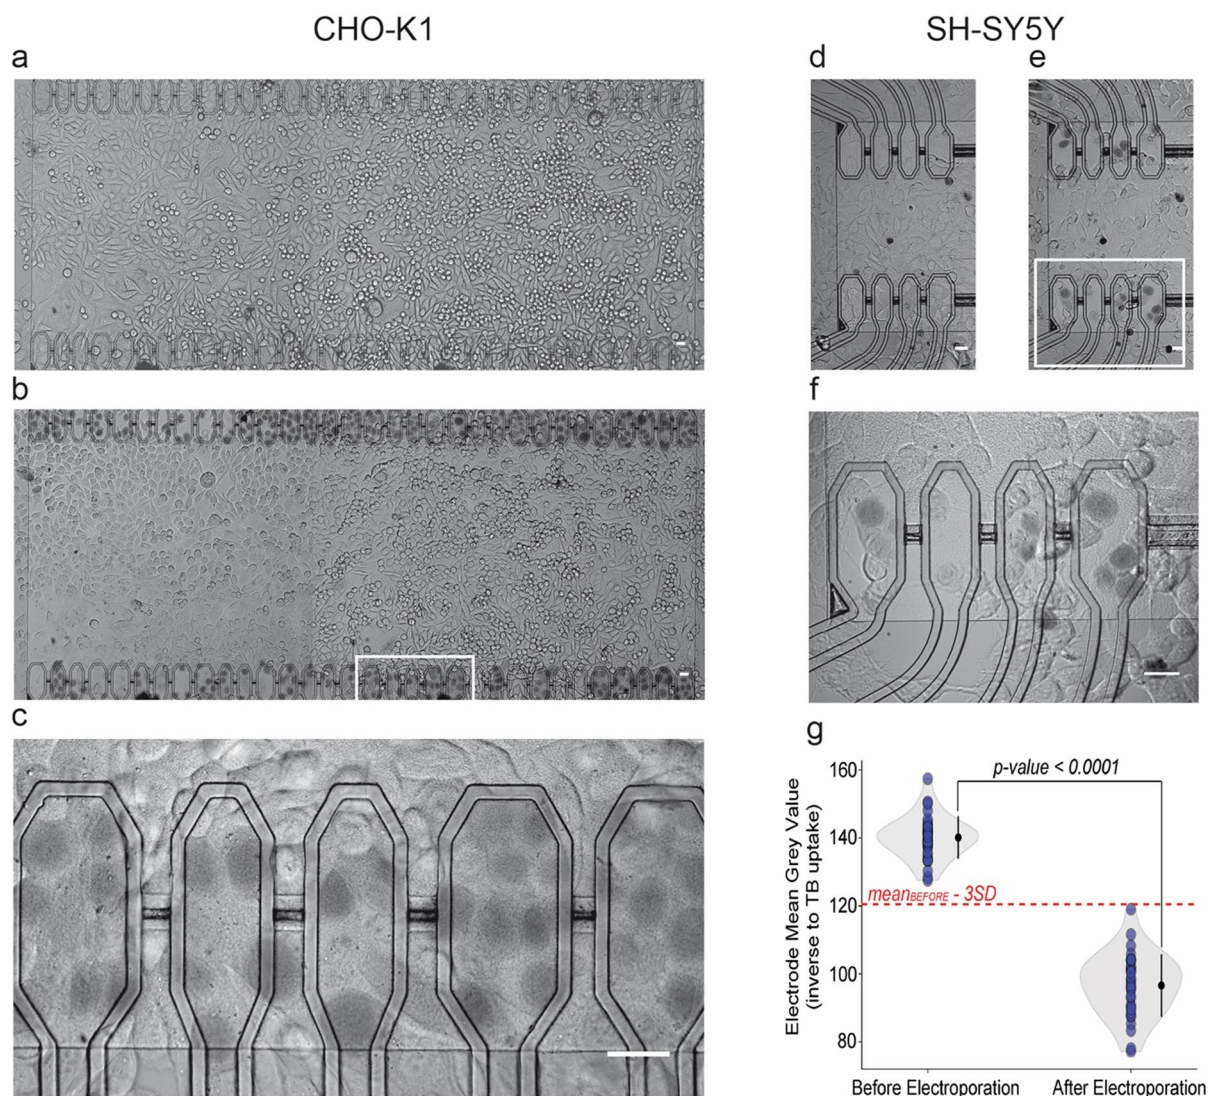 CHO-K1
SH-SY5Y
a
d
e
b
f
c
g
p-value < 0.0001
Electrode Mean Grey Value
(inverse to TB uptake)
160
140
120
100
80
meanBEFORE - 3SD
Before Electroporation
After Electroporation